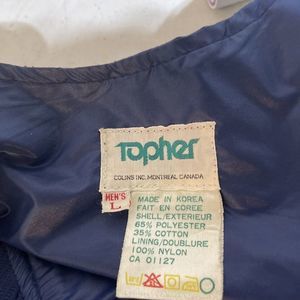 Topher
COLINS INC. MONTREAL CANADA
MEN'S
L
MADE IN KOREA
FAIT EN COREE
SHELL/EXTERIEUR
65% POLYESTER
35% COTTON
LINING/DOUBLURE
100% NYLON
CA 01127